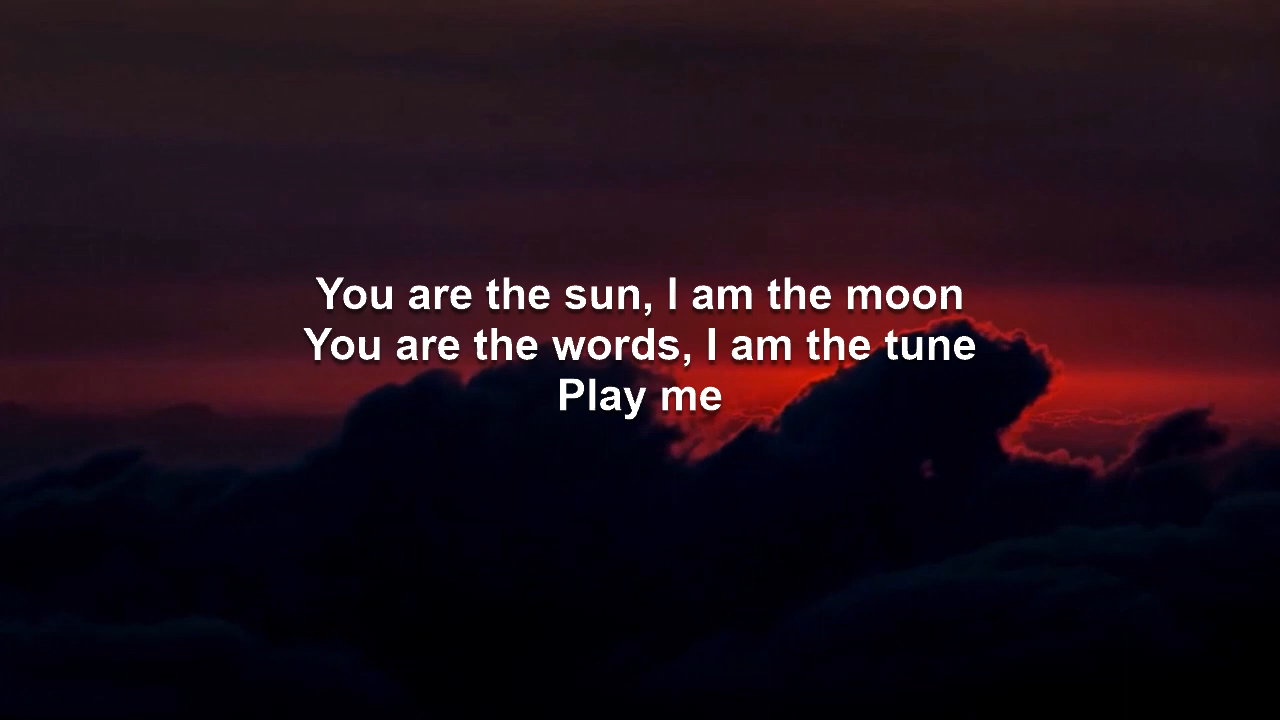 You are the sun, I am the moon
You are the words, I am the tune
Play me